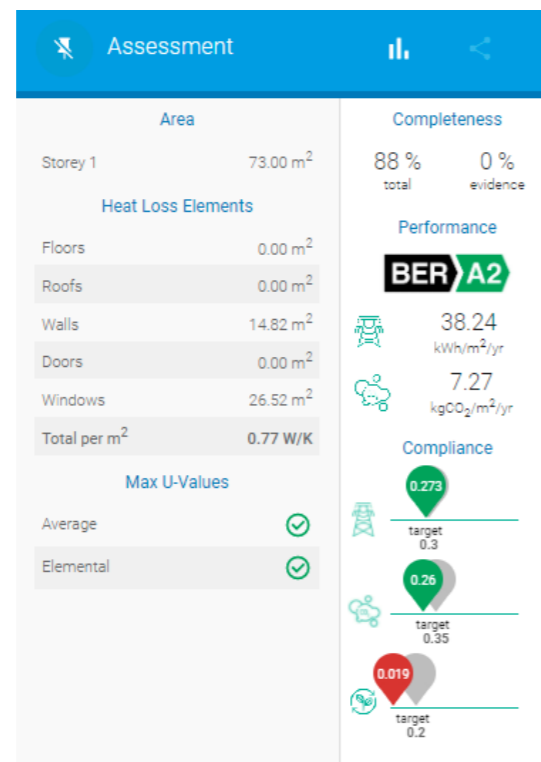 Assessment
Area
Storey 1 73.00 m²
Heat Loss Elements
Floors 0.00 m²
Roofs 0.00 m²
Walls 14.82 m²
Doors 0.00 m²
Windows 26.52 m²
Total per m² 0.77 W/K
Max U-Values
Average
Elemental
Completeness
88 % 0 %
total evidence
Performance
BER A2
38.24
kWh/m²/yr
7.27
kgCO₂/m²/yr
Compliance
0.273
target
0.3
0.26
target
0.35
0.019
target
0.2